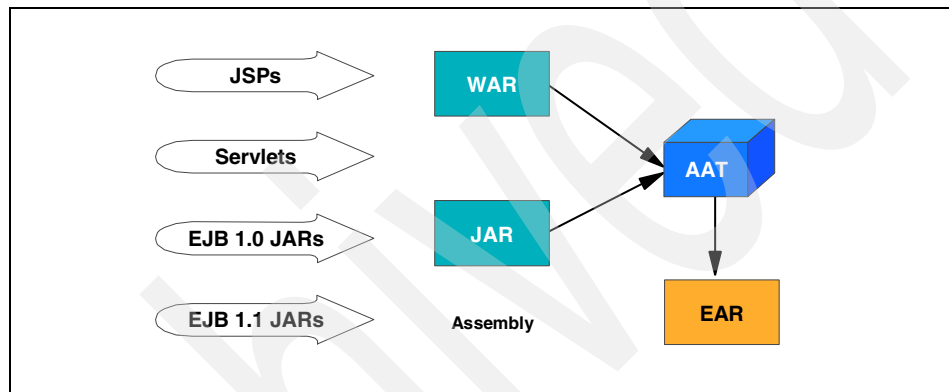 JSPs
WAR
Servlets
AAT
EJB 1.0 JARs
JAR
EJB 1.1 JARs
Assembly
EAR